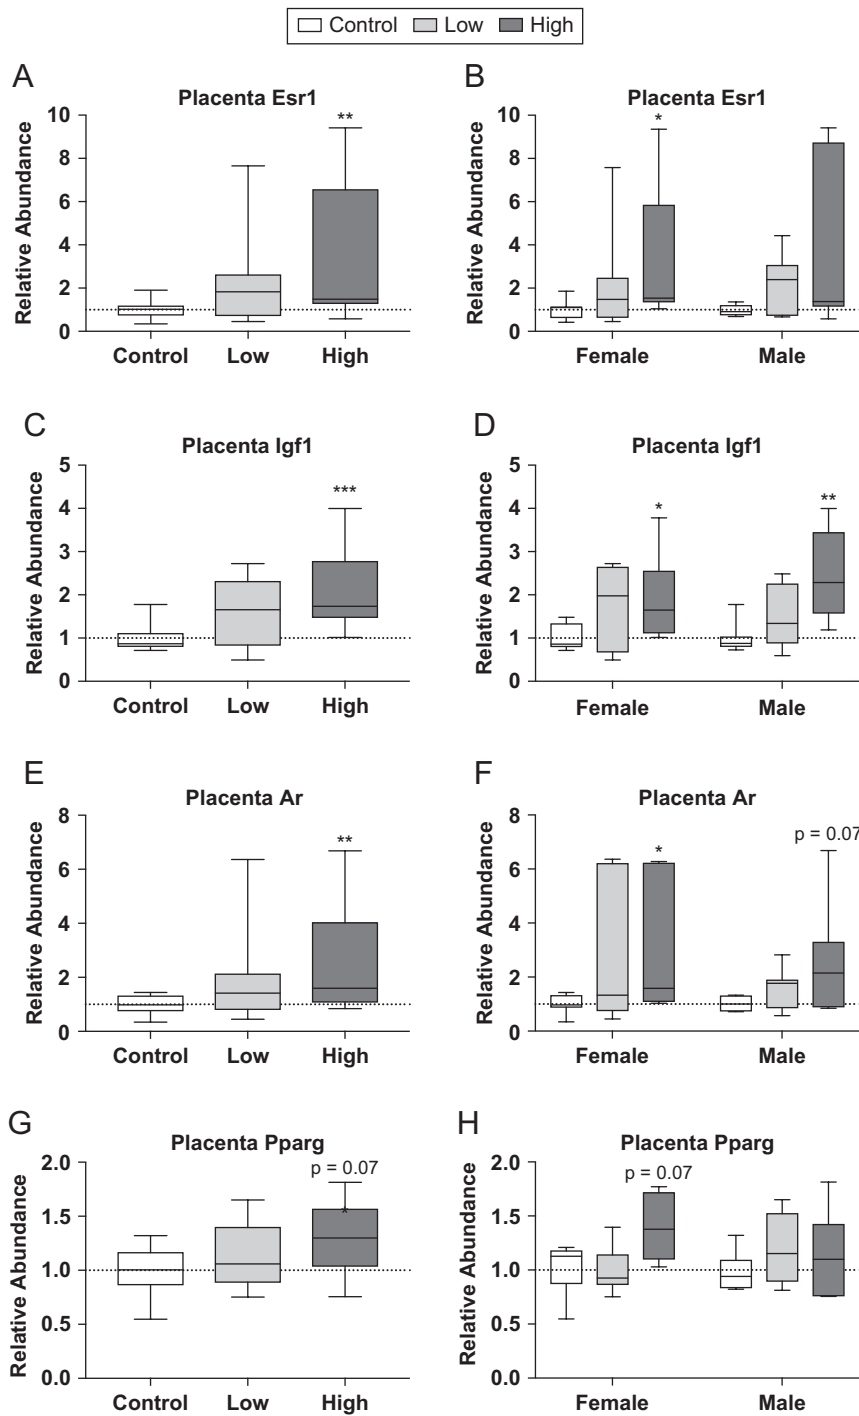 Control Low High
A
Placenta Esr1
**
Relative Abundance
10
8
6
4
2
0
Control Low High
B
Placenta Esr1
*
Relative Abundance
10
8
6
4
2
0
Female Male
C
Placenta Igf1
***
Relative Abundance
5
4
3
2
1
0
Control Low High
D
Placenta Igf1
*
**
Relative Abundance
5
4
3
2
1
0
Female Male
E
Placenta Ar
**
Relative Abundance
8
6
4
2
0
Control Low High
F
Placenta Ar
*
p = 0.07
Relative Abundance
8
6
4
2
0
Female Male
G
Placenta Pparg
p = 0.07
*
Relative Abundance
2.0
1.5
1.0
0.5
0.0
Control Low High
H
Placenta Pparg
p = 0.07
Relative Abundance
2.0
1.5
1.0
0.5
0.0
Female Male